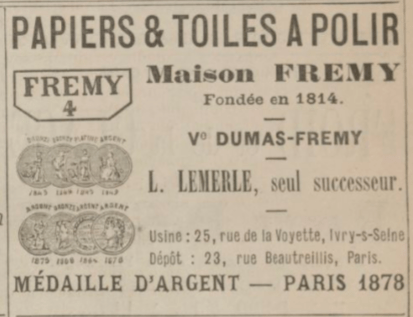 PAPIERS & TOILES A POLIR
FREMY
4
Maison FREMY
Fondée en 1814.
Vº DUMAS-FREMY
L. LEMERLE, seul successeur.
Usine : 25, rue de la Voyette, Ivry-s-Seine
Dépôt : 23, rue Beautreillis, Paris.
MÉDAILLE D'ARGENT — PARIS 1878